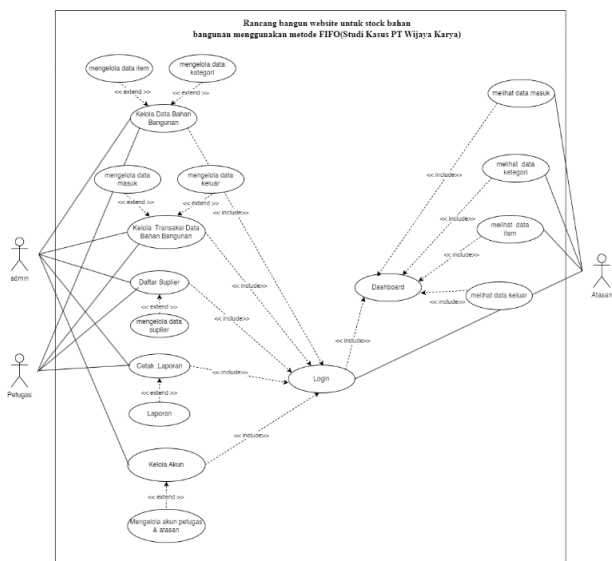 Rancang bangun website untuk stock bahan
bangunan menggunakan metode FIFO(Studi Kasus PT Wijaya Karya)
mengelola data item
mengelola data
kategori
<< extend >>
<< extend >>
Kelola Data Bahan
Bangunan
melihat data masuk
mengelola data
masuk
mengelola data
keluar
<< include>>
<< extend >>
<< extend >>
<< include>>
melihat data
ketegori
<< include>>
Kelola Transaksi Data
Bahan Bangunan
melihat data
item
<< include>>
admin
Daftar Suplier
<< extend >>
mengelola data
suplier
<< include>>
<< include>>
Dashboard
<< include>>
melihat data keluar
Atasan
<< include>>
Petugas
Cetak ;Laporan
<< include>>
Login
<< extend >>
Laporan
<< include>>
Kelola Akun
<< extend >>
Mengelola akun petugas
& atasan